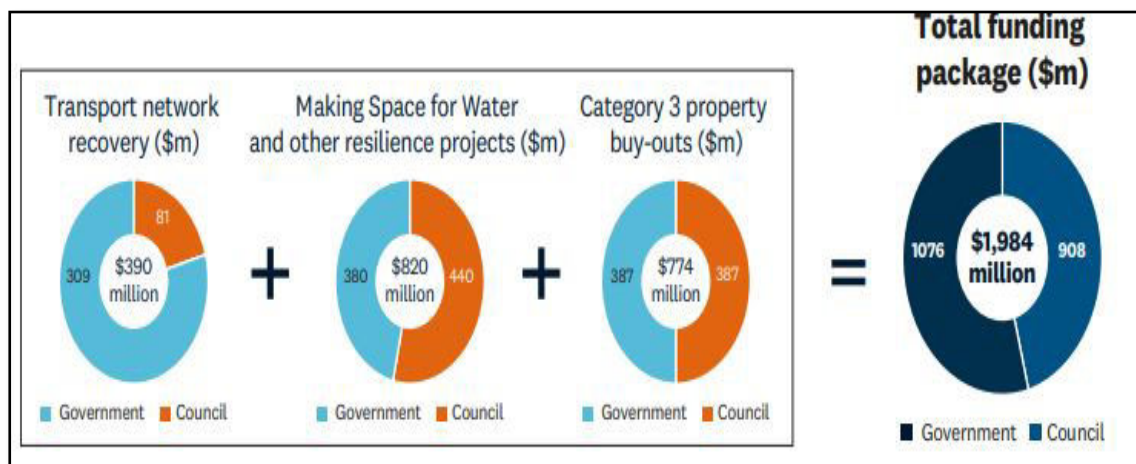 Total funding
package ($m)
Transport network
recovery ($m)
Making Space for Water
and other resilience projects ($m)
Category 3 property
buy-outs ($m)
81
309
$390
million
+
380
$820
million
440
+
387
$774
million
387
=
1076
$1,984
million
908
Government Council
Government Council
Government Council
Government Council